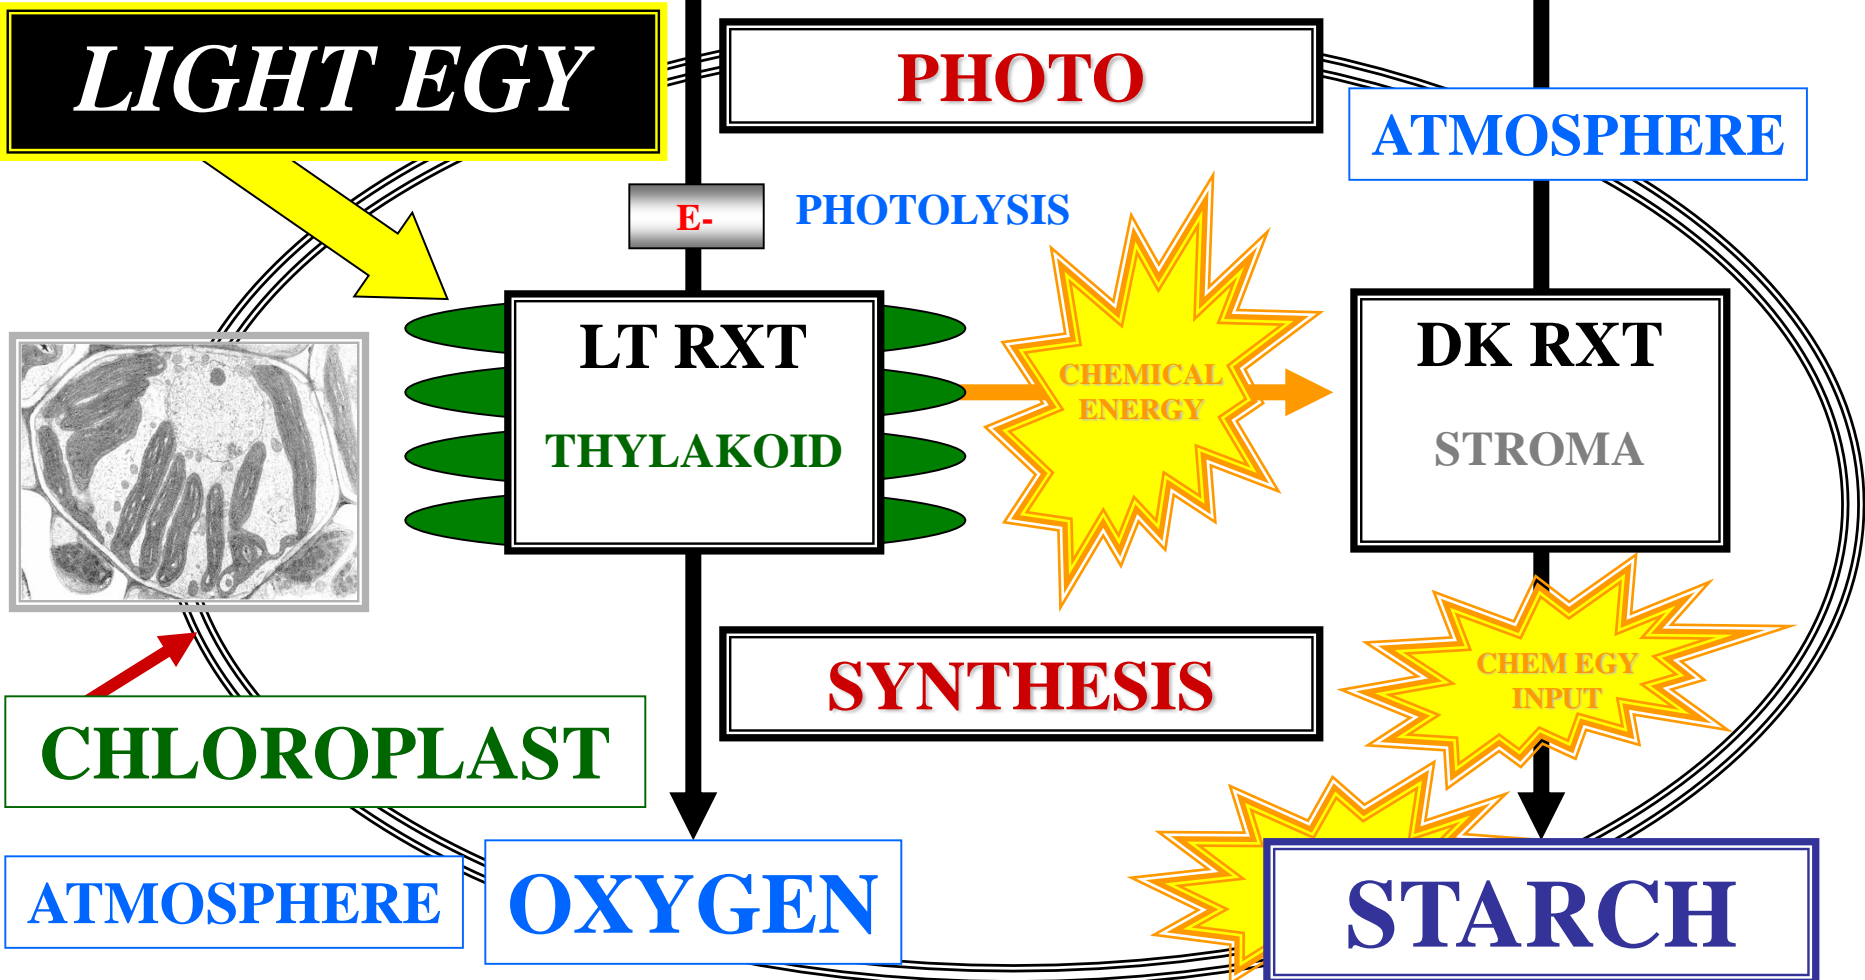 LIGHT EGY
PHOTO
ATMOSPHERE
E-
PHOTOLYSIS
LT RXT
THYLAKOID
CHEMICAL
ENERGY
DK RXT
STROMA
SYNTHESIS
CHEM EGY
INPUT
CHLOROPLAST
ATMOSPHERE
OXYGEN
STARCH